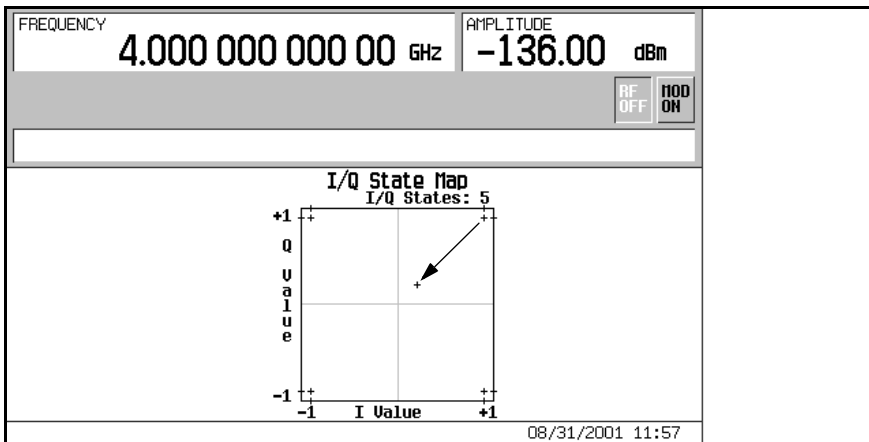 FREQUENCY
4.000 000 000 00 GHz
AMPLITUDE
-136.00 dBm
RF OFF
MOD ON
I/Q State Map
I/Q States: 5
+1
Q Value
-1
-1 I Value +1
08/31/2001 11:57